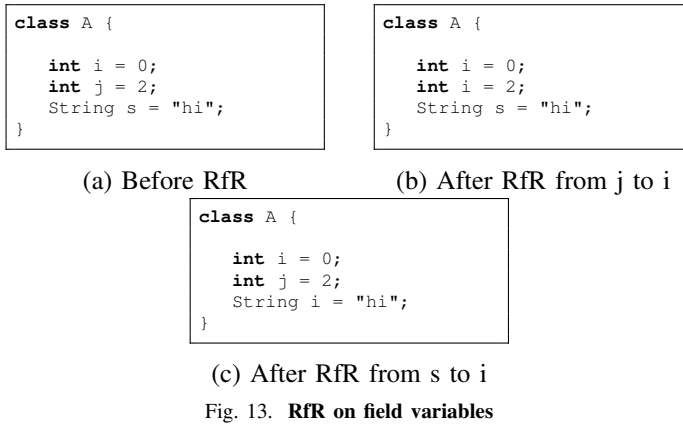 class A {
int i = 0;
int j = 2;
String s = "hi";
}
(a) Before RfR
class A {
int i = 0;
int i = 2;
String s = "hi";
}
(b) After RfR from j to i
class A {
int i = 0;
int j = 2;
String i = "hi";
}
(c) After RfR from s to i
Fig. 13. RfR on field variables